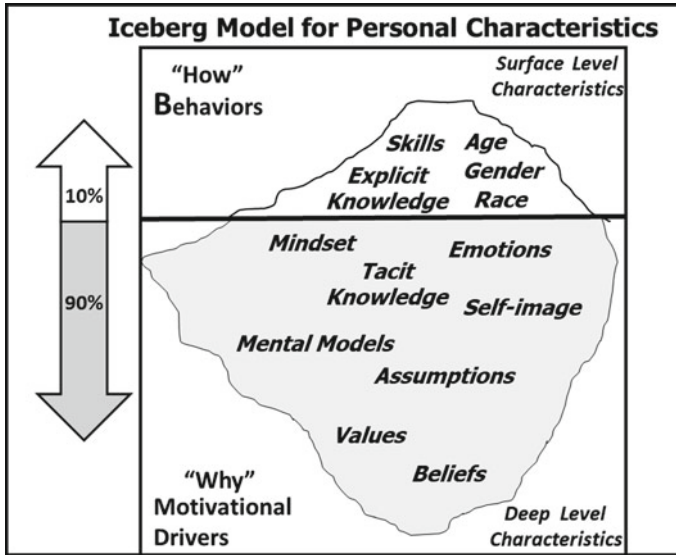 Iceberg Model for Personal Characteristics
“How”
Behaviors
Surface Level
Characteristics
Skills
Age
Explicit
Knowledge
Gender
Race
10%
90%
Mindset
Emotions
Tacit
Knowledge
Self-image
Mental Models
Assumptions
Values
Beliefs
“Why”
Motivational
Drivers
Deep Level
Characteristics